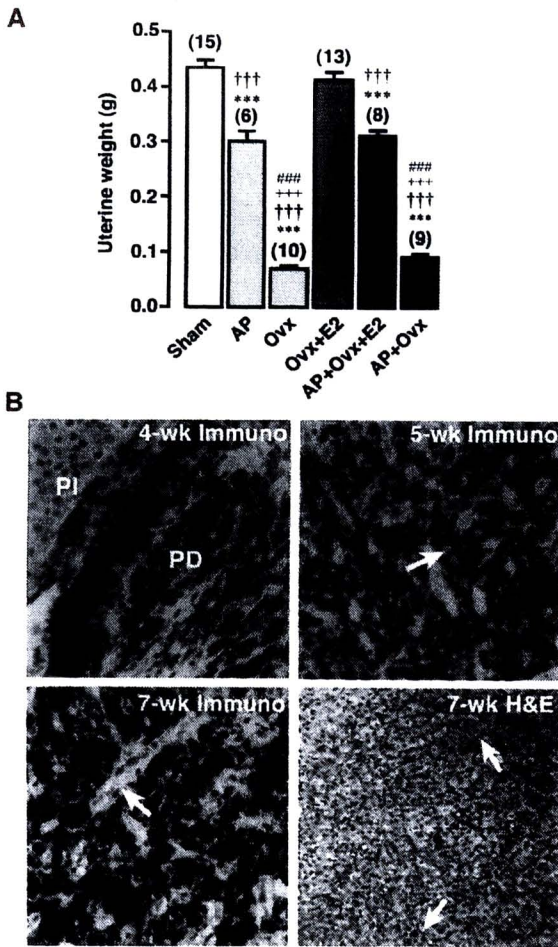 A
Uterine weight (g)
0.5
0.4
0.3
0.2
0.1
0.0
(15)
†††
***
(6)
###
+++
†††
***
(10)
(13)
†††
***
(8)
###
+++
†††
***
(9)
Sham
AP
Ovx
Ovx+E2
AP+Ovx+E2
AP+Ovx
B
4-wk Immuno
PI
PD
5-wk Immuno
7-wk Immuno
7-wk H&E